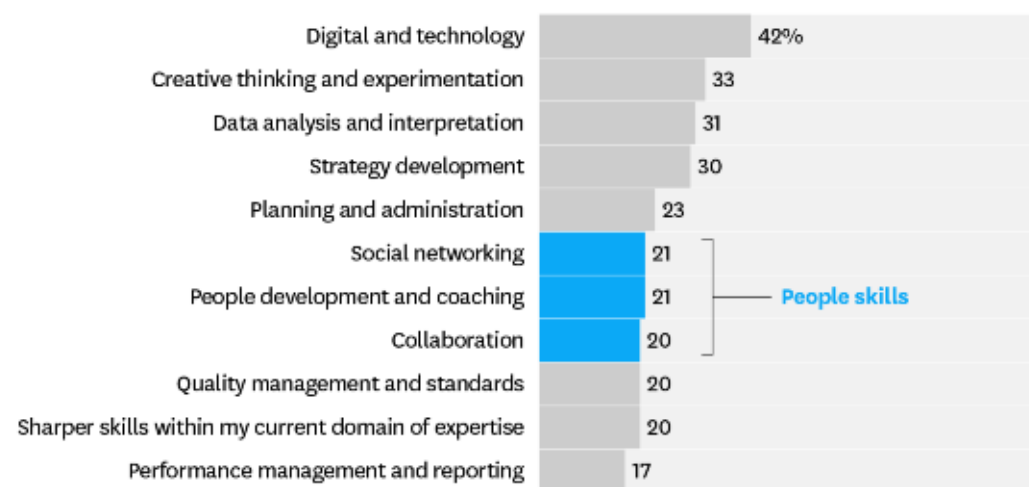 Digital and technology 42%
Creative thinking and experimentation 33
Data analysis and interpretation 31
Strategy development 30
Planning and administration 23
Social networking 21
People development and coaching 21 People skills
Collaboration 20
Quality management and standards 20
Sharper skills within my current domain of expertise 20
Performance management and reporting 17